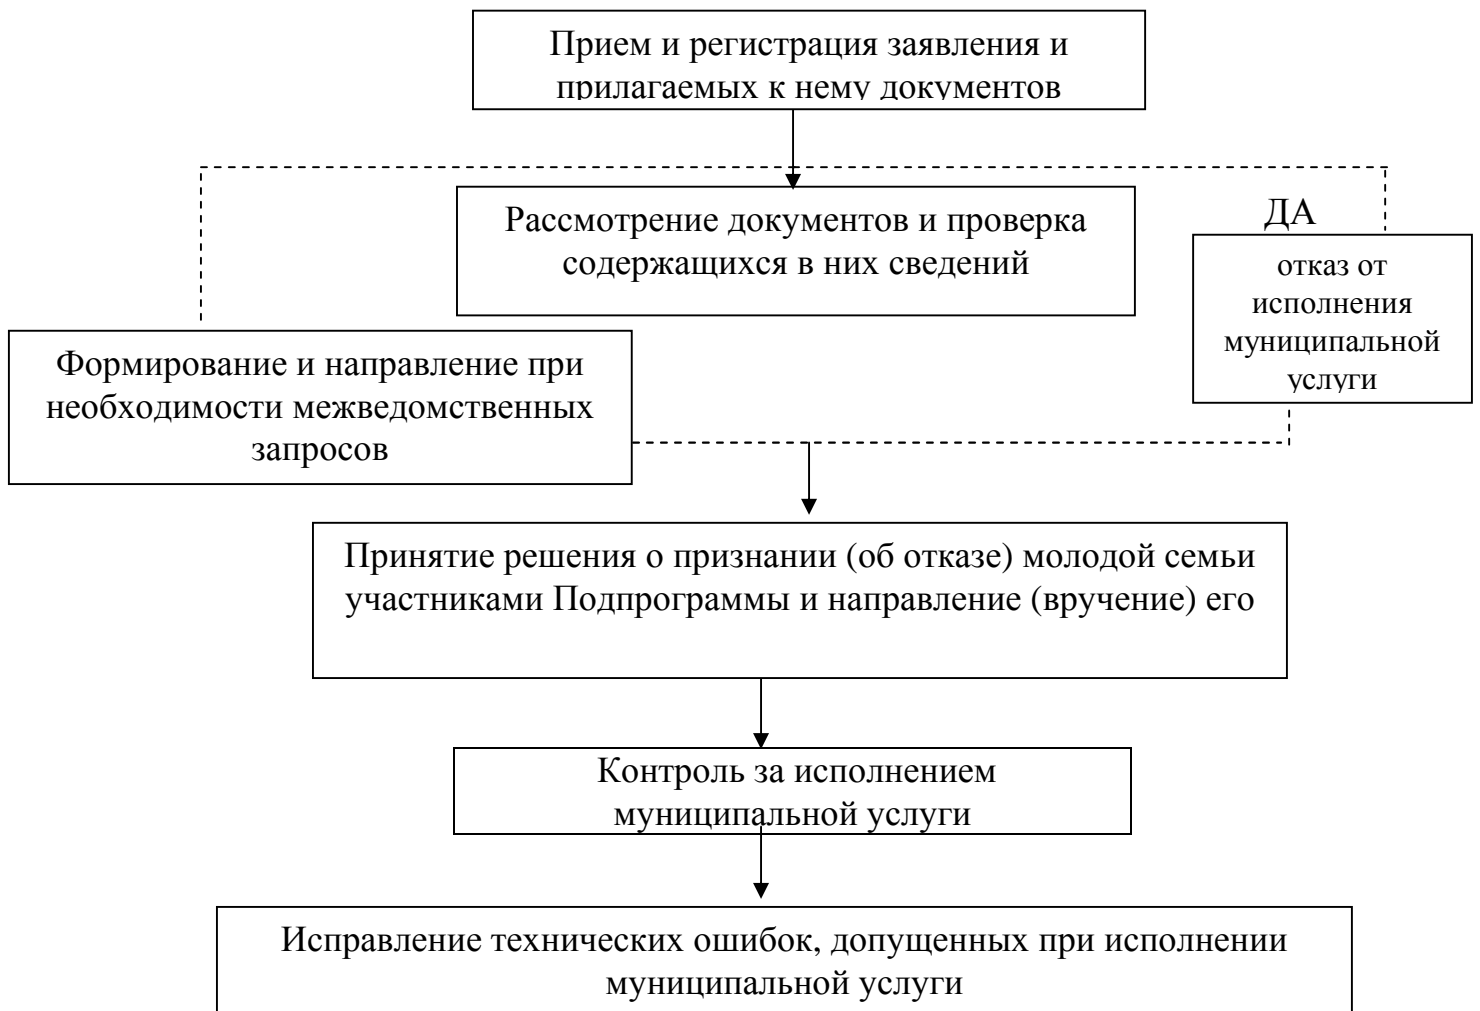 Прием и регистрация заявления и
прилагаемых к нему документов
Рассмотрение документов и проверка
содержащихся в них сведений
ДА
отказ от
исполнения
муниципальной
услуги
Формирование и направление при
необходимости межведомственных
запросов
Принятие решения о признании (об отказе) молодой семьи
участниками Подпрограммы и направление (вручение) его
Контроль за исполнением
муниципальной услуги
Исправление технических ошибок, допущенных при исполнении
муниципальной услуги